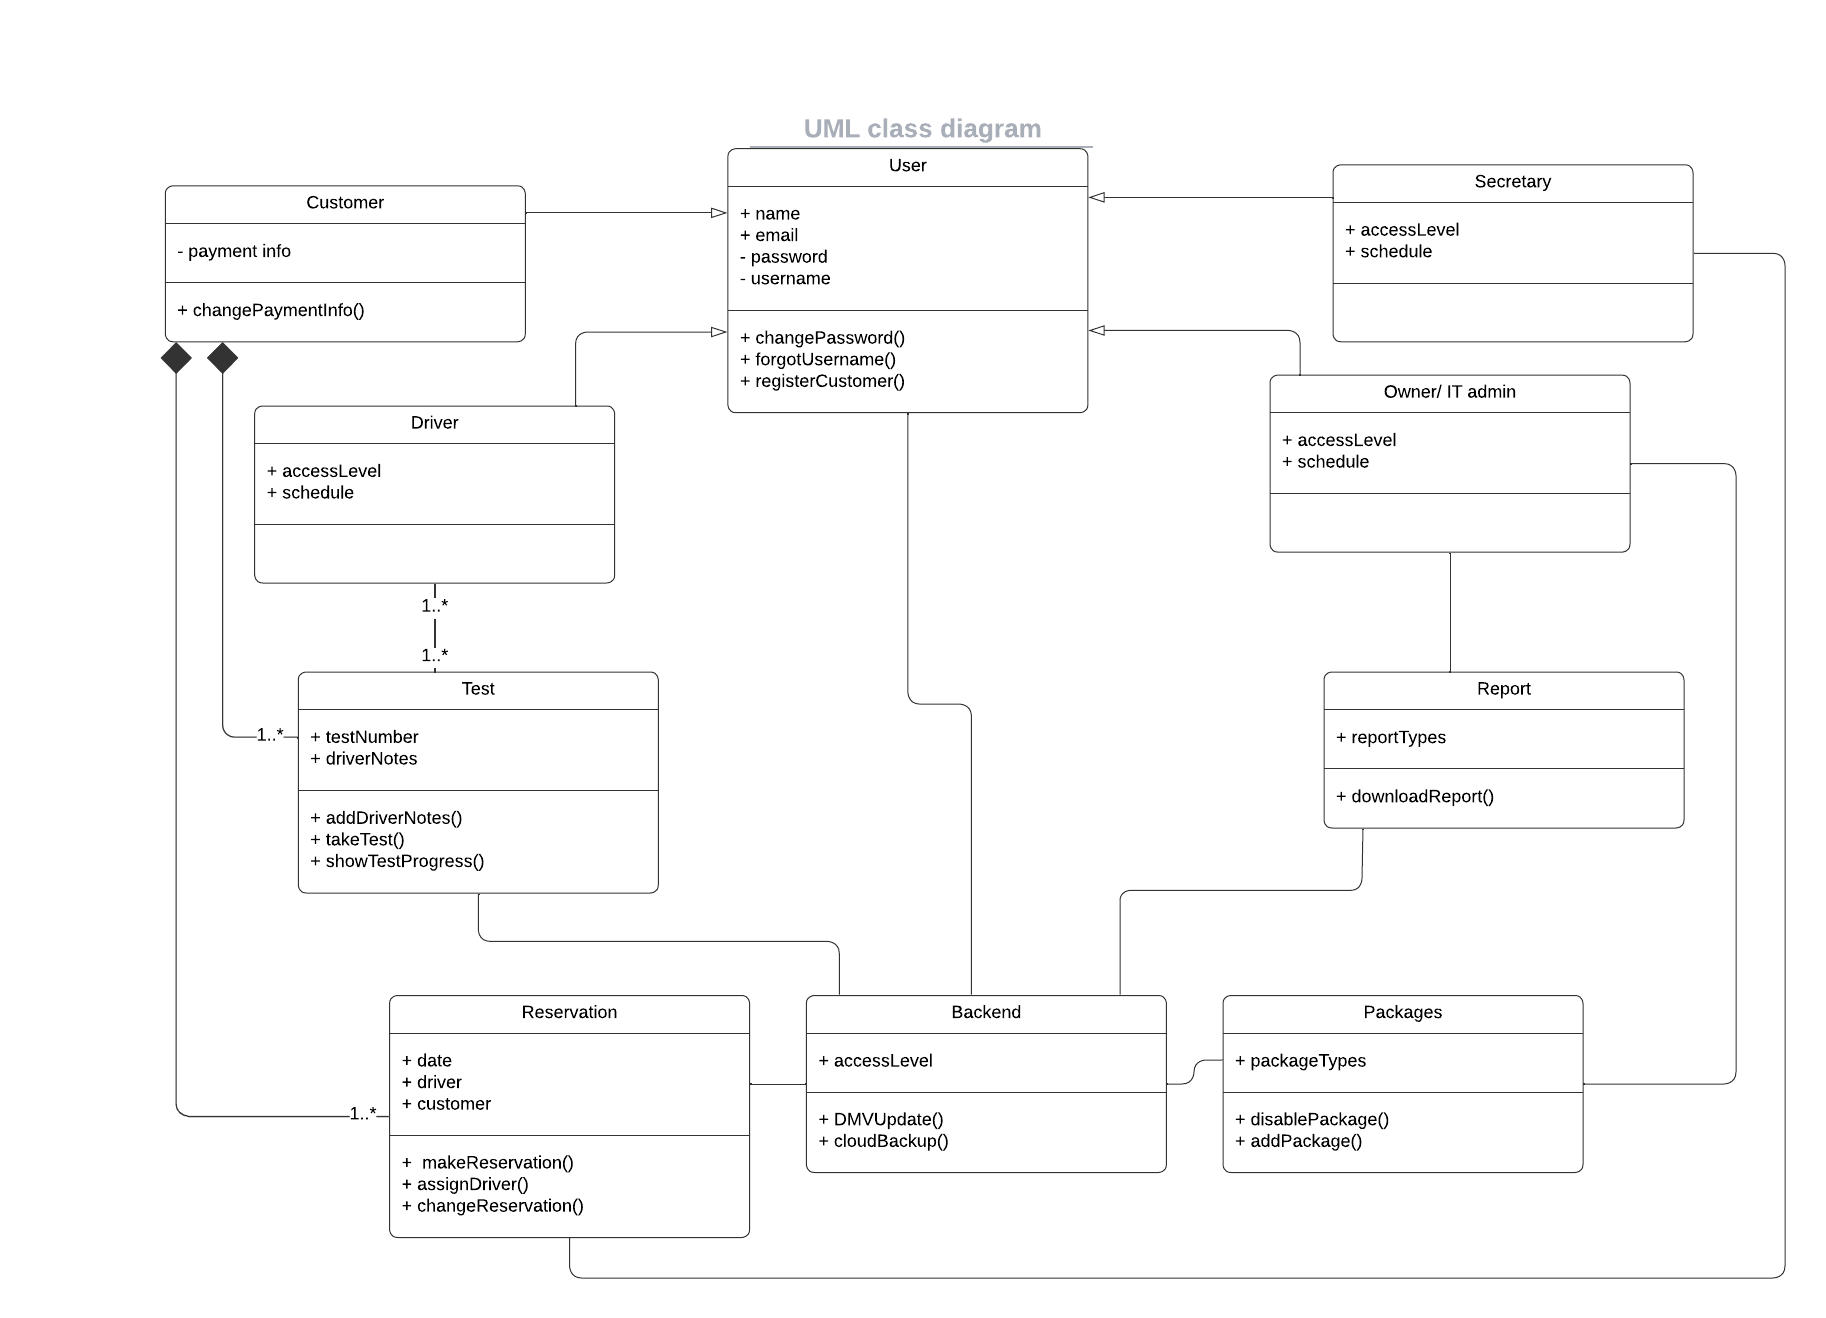 UML class diagram
User
+ name
+ email
- password
- username
+ changePassword()
+ forgotUsername()
+ registerCustomer()
Customer
- payment info
+ changePaymentInfo()
Secretary
+ accessLevel
+ schedule
Driver
+ accessLevel
+ schedule
Owner/ IT admin
+ accessLevel
+ schedule
1..*
1..*
Test
+ testNumber
+ driverNotes
+ addDriverNotes()
+ takeTest()
+ showTestProgress()
1..*
Report
+ reportTypes
+ downloadReport()
Reservation
+ date
+ driver
+ customer
+  makeReservation()
+ assignDriver()
+ changeReservation()
1..*
Backend
+ accessLevel
+ DMVUpdate()
+ cloudBackup()
Packages
+ packageTypes
+ disablePackage()
+ addPackage()